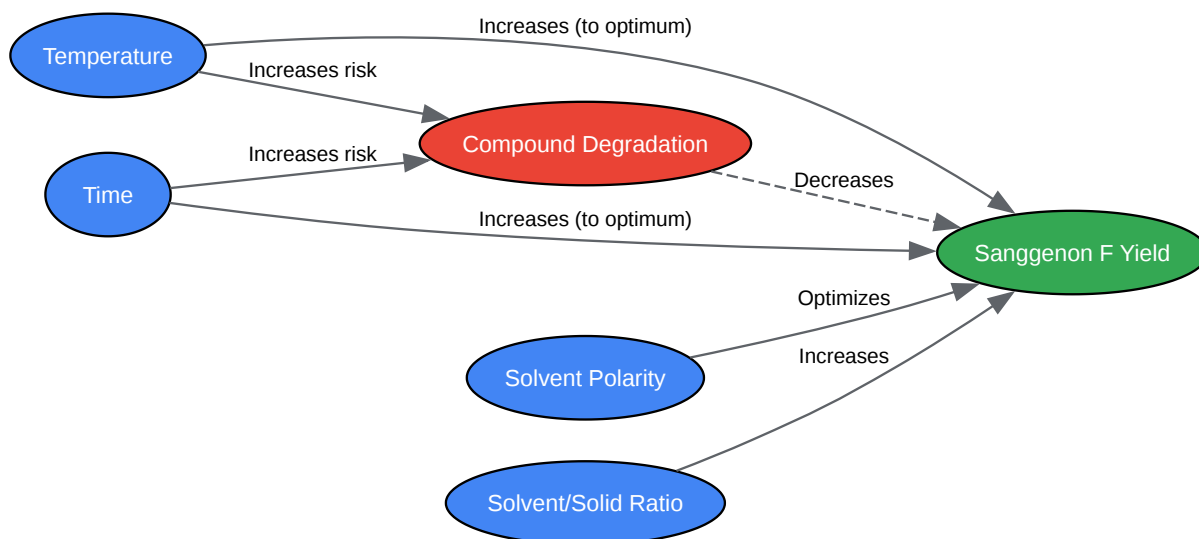 Increases (to optimum)
Temperature
Increases risk
Compound Degradation
Increases risk
Decreases
Time
Increases (to optimum)
Sanggenon F Yield
Optimizes
Increases
Solvent Polarity
Solvent/Solid Ratio